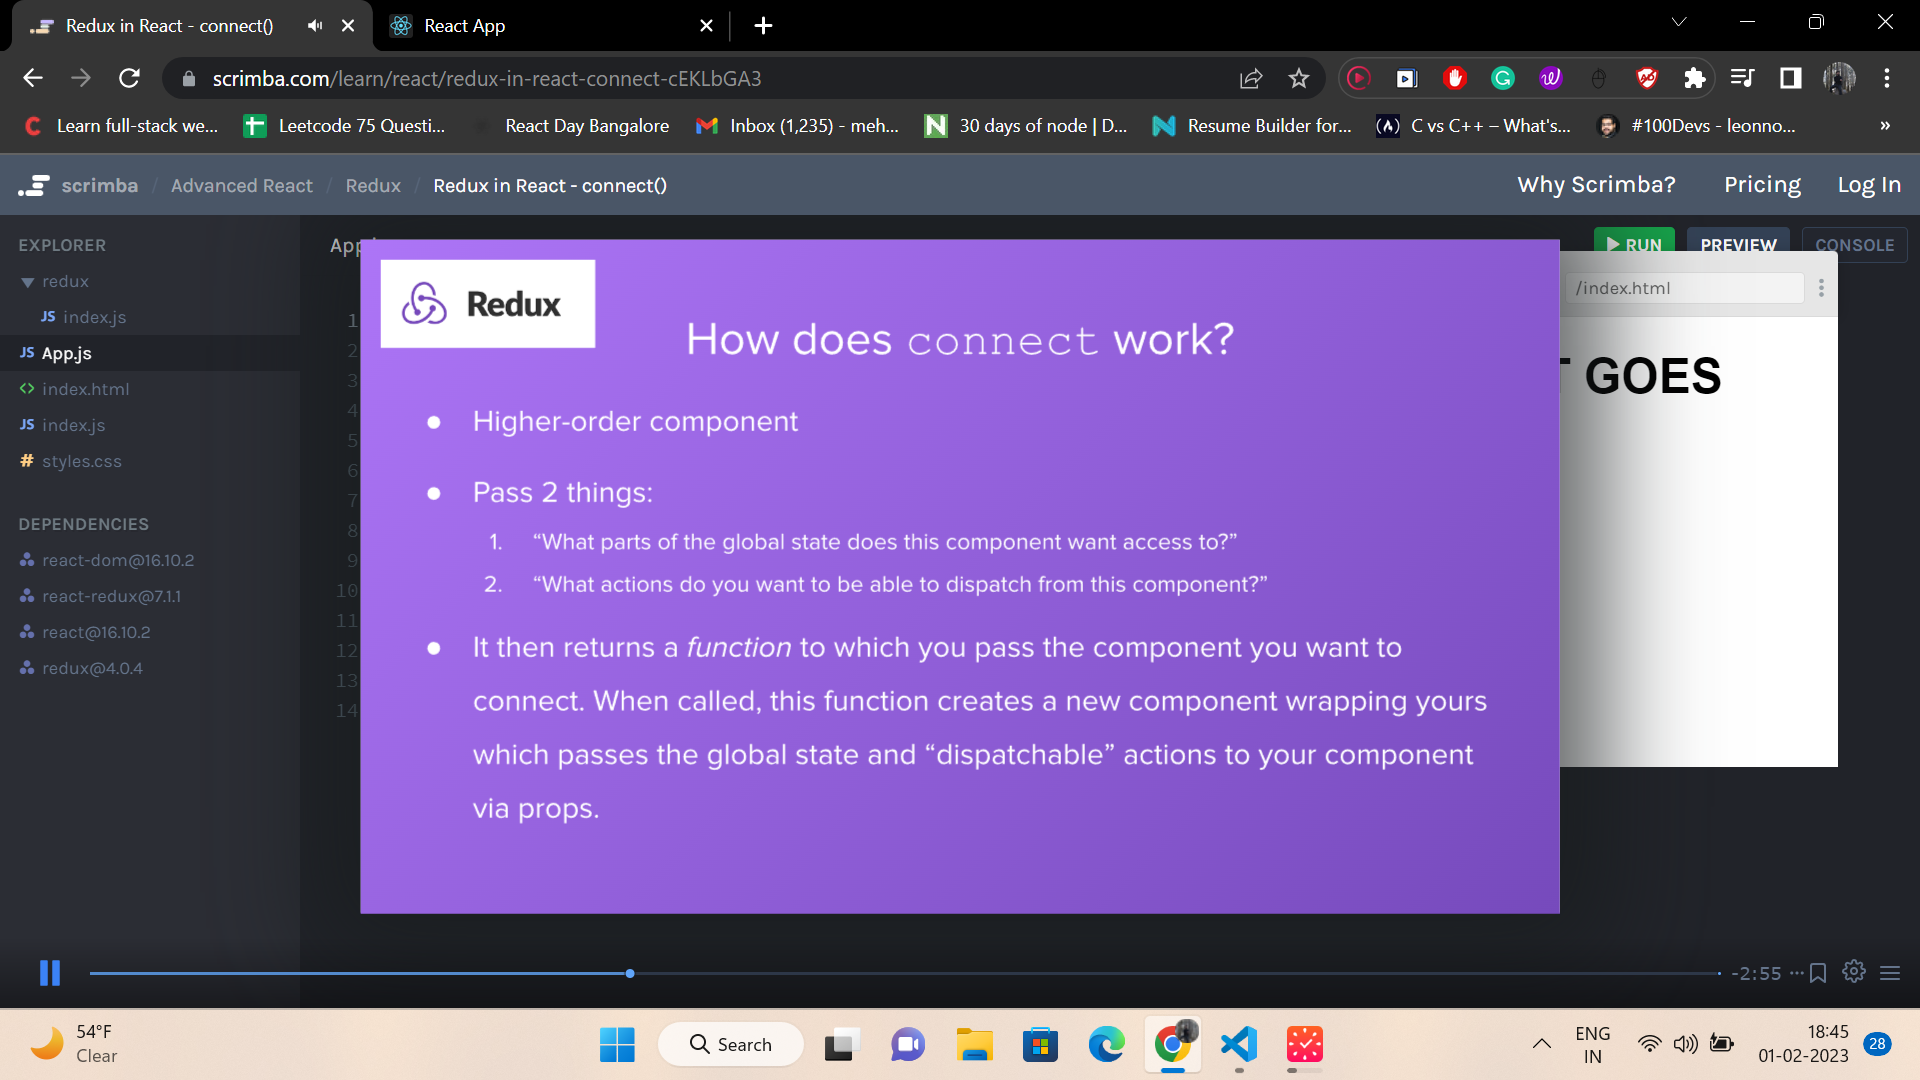 Redux in React - connect()
React App
scrimba.com/learn/react/redux-in-react-connect-cEKLbGA3
Learn full-stack we...
Leetcode 75 Questi...
React Day Bangalore
Inbox (1,235) - meh...
30 days of node | D...
Resume Builder for...
C vs C++ – What's...
#100Devs - leonno...
»
scrimba / Advanced React / Redux / Redux in React - connect()
Why Scrimba?
Pricing
Log In
EXPLORER
redux
JS index.js
JS App.js
<> index.html
JS index.js
# styles.css
DEPENDENCIES
react-dom@16.10.2
react-redux@7.1.1
react@16.10.2
redux@4.0.4
App
RUN
PREVIEW
CONSOLE
/index.html
GOES
1
2
3
4
5
6
7
8
9
10
11
12
13
14
Redux
How does connect work?
● Higher-order component
● Pass 2 things:
1. “What parts of the global state does this component want access to?”
2. “What actions do you want to be able to dispatch from this component?”
● It then returns a function to which you pass the component you want to
connect. When called, this function creates a new component wrapping yours
which passes the global state and “dispatchable” actions to your component
via props.
-2:55
54°F
Clear
Search
ENG
IN
18:45
01-02-2023
28